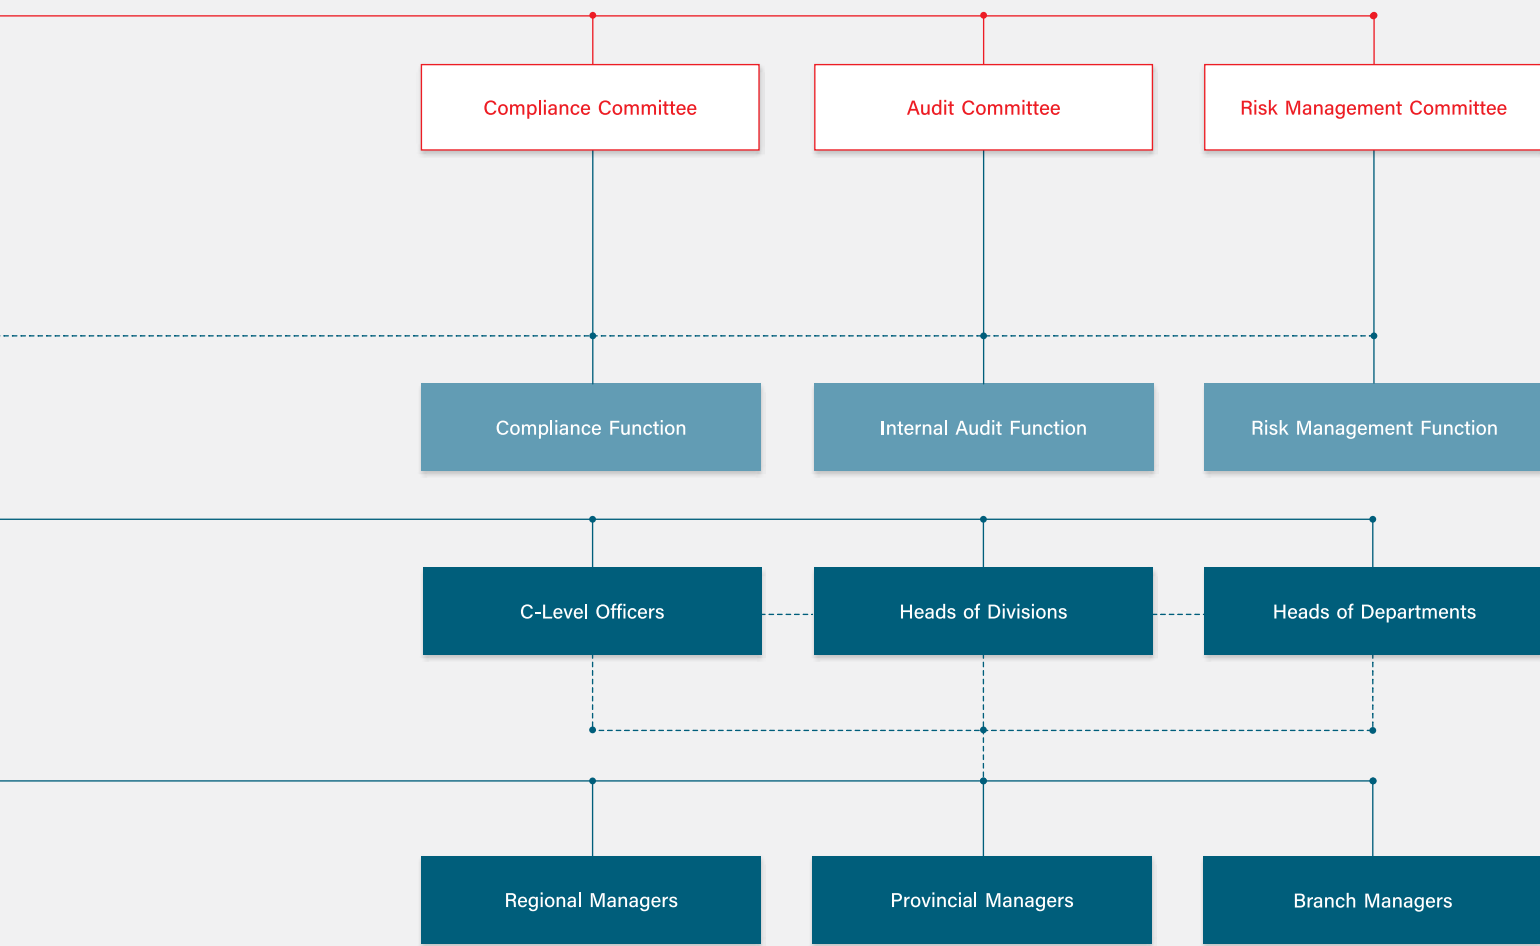 Compliance Committee
Audit Committee
Risk Management Committee
Compliance Function
Internal Audit Function
Risk Management Function
C-Level Officers
Heads of Divisions
Heads of Departments
Regional Managers
Provincial Managers
Branch Managers